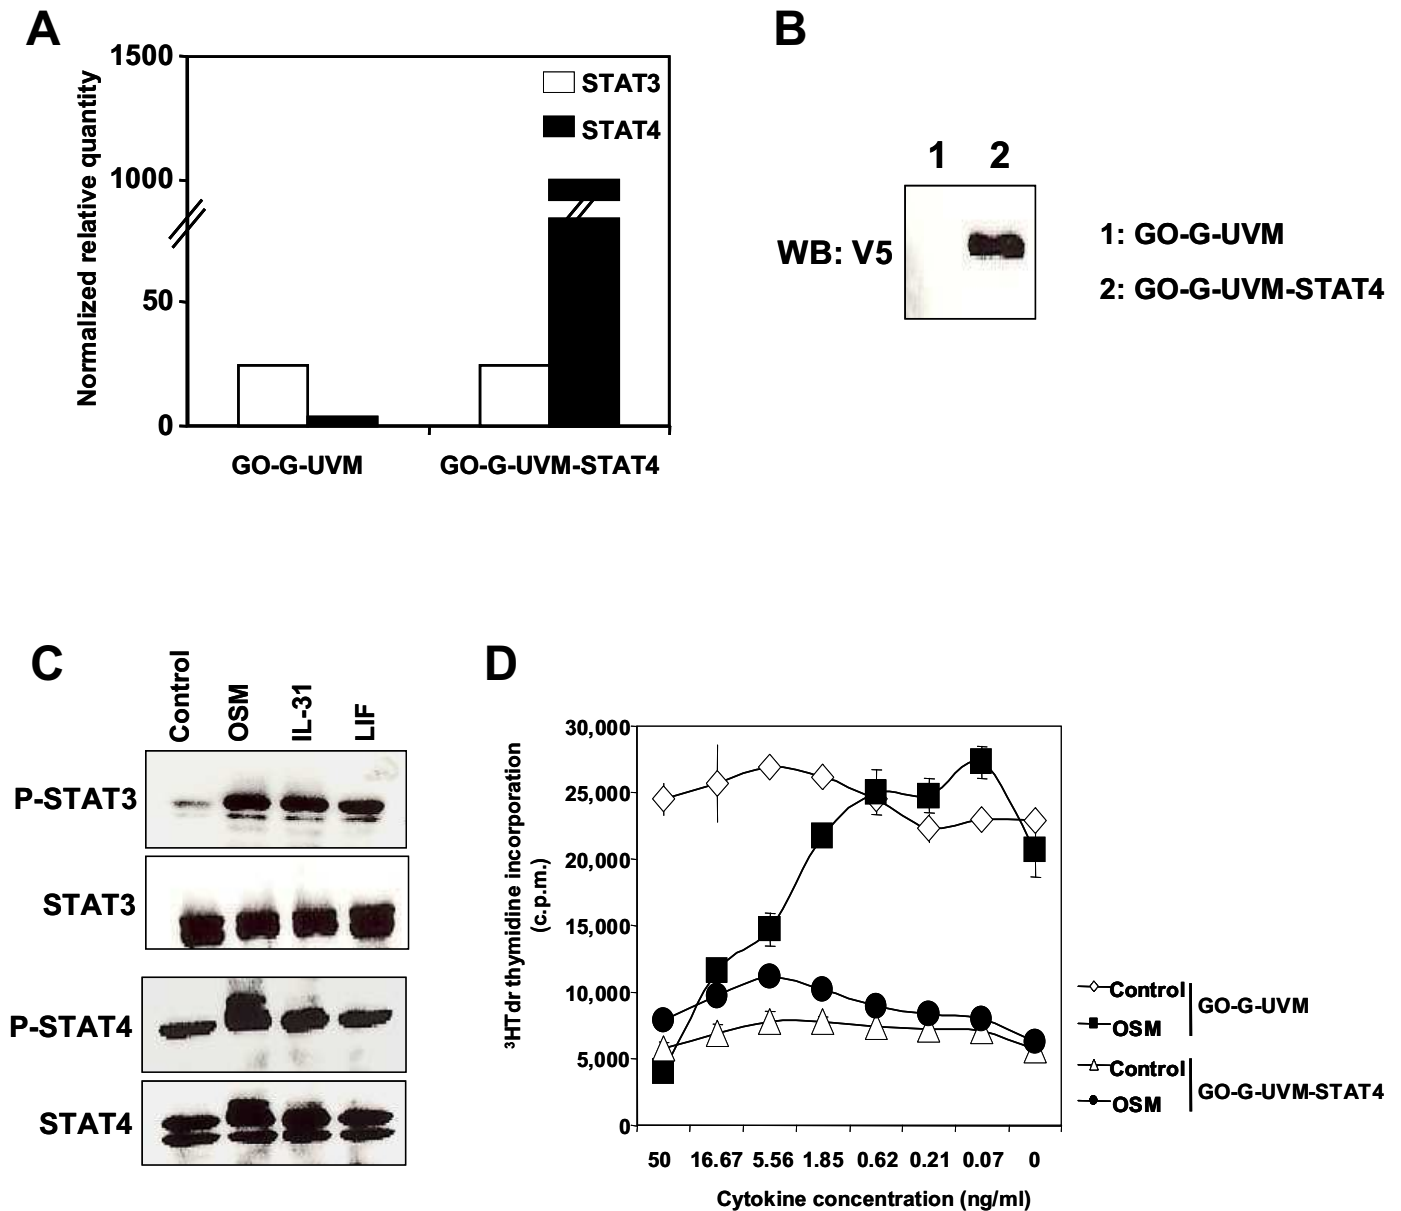 A
Normalized relative quantity
1500
1000
50
0
STAT3
STAT4
GO-G-UVM
GO-G-UVM-STAT4
B
1 2
WB: V5
1: GO-G-UVM
2: GO-G-UVM-STAT4
C
Control
OSM
IL-31
LIF
P-STAT3
STAT3
P-STAT4
STAT4
D
³HTdr thymidine incorporation
(c.p.m.)
30,000
25,000
20,000
15,000
10,000
5,000
0
50 16.67 5.56 1.85 0.62 0.21 0.07 0
Cytokine concentration (ng/ml)
Control
OSM
GO-G-UVM
Control
OSM
GO-G-UVM-STAT4